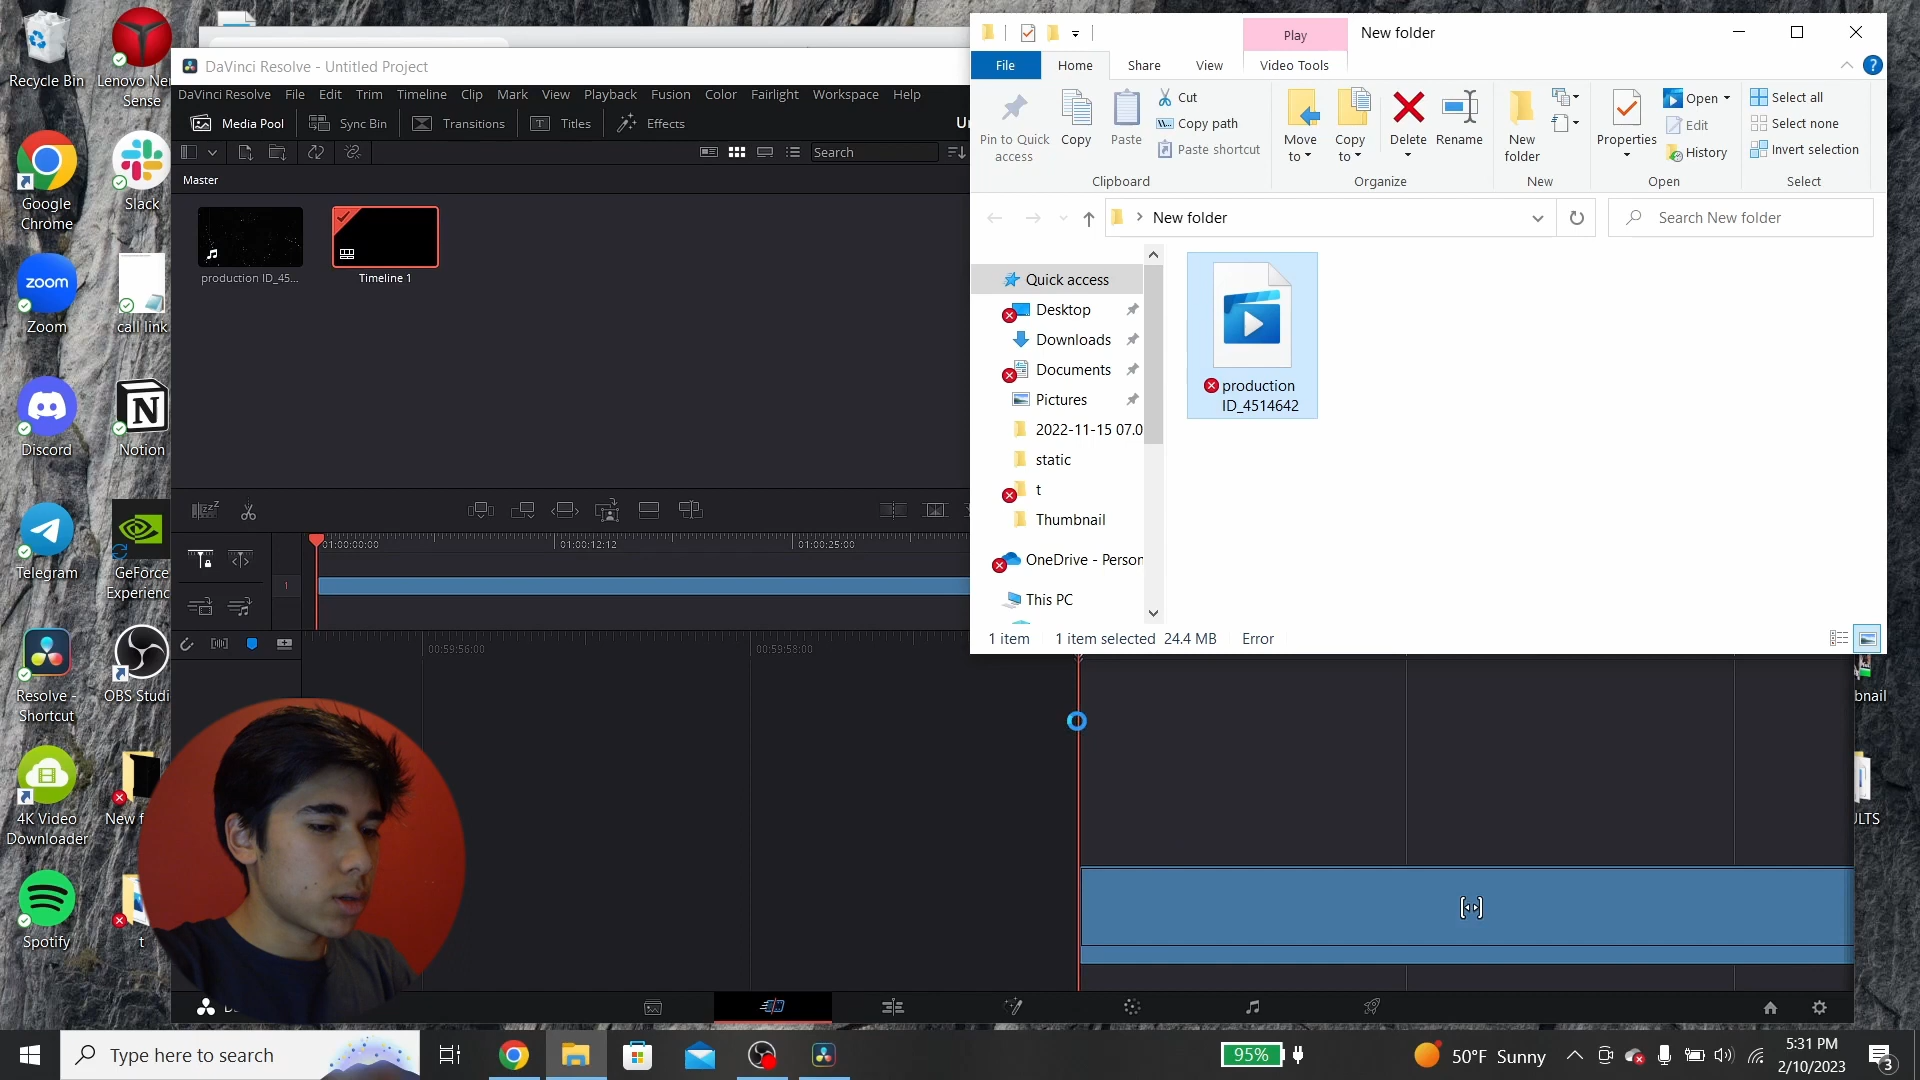 Recycle Bin
Lenovo Ner
Sense
Google
Chrome
Slack
zoom
Zoom
call link
Discord
Notion
Telegram
GeForce
Experienc
Resolve -
Shortcut
OBS Studi
4K Video
Downloader
New f
Spotify
t
DaVinci Resolve - Untitled Project
DaVinci Resolve File Edit Trim Timeline Clip Mark View Playback Fusion Color Fairlight Workspace Help
Media Pool Sync Bin Transitions Titles Effects
Search
Master
production ID_45...
Timeline 1
01:00:00:00 01:00:12:12 01:00:25:00
1
00:59:56:00 00:59:58:00
Play New folder
File Home Share View Video Tools
Pin to Quick
access
Copy
Paste
Cut
Copy path
Paste shortcut
Clipboard
Move
to
Copy
to
Delete
Rename
Organize
New
folder
New
Properties
Open
Edit
History
Open
Select all
Select none
Invert selection
Select
New folder
Search New folder
Quick access
Desktop
Downloads
Documents
Pictures
2022-11-15 07.0
static
t
Thumbnail
OneDrive - Person
This PC
production
ID_4514642
1 item 1 item selected 24.4 MB Error
bnail
ULTS
Type here to search
95%
50°F Sunny
5:31 PM
2/10/2023
3